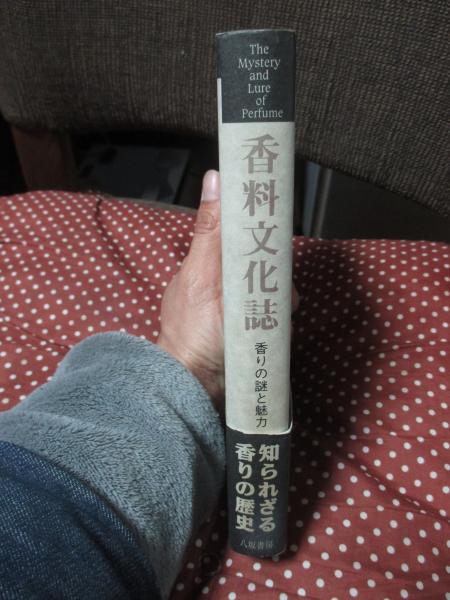 The
Mystery
and
Lure
of
Perfume
香料文化誌
香りの謎と魅力
知られざる
香りの歴史
八坂書房